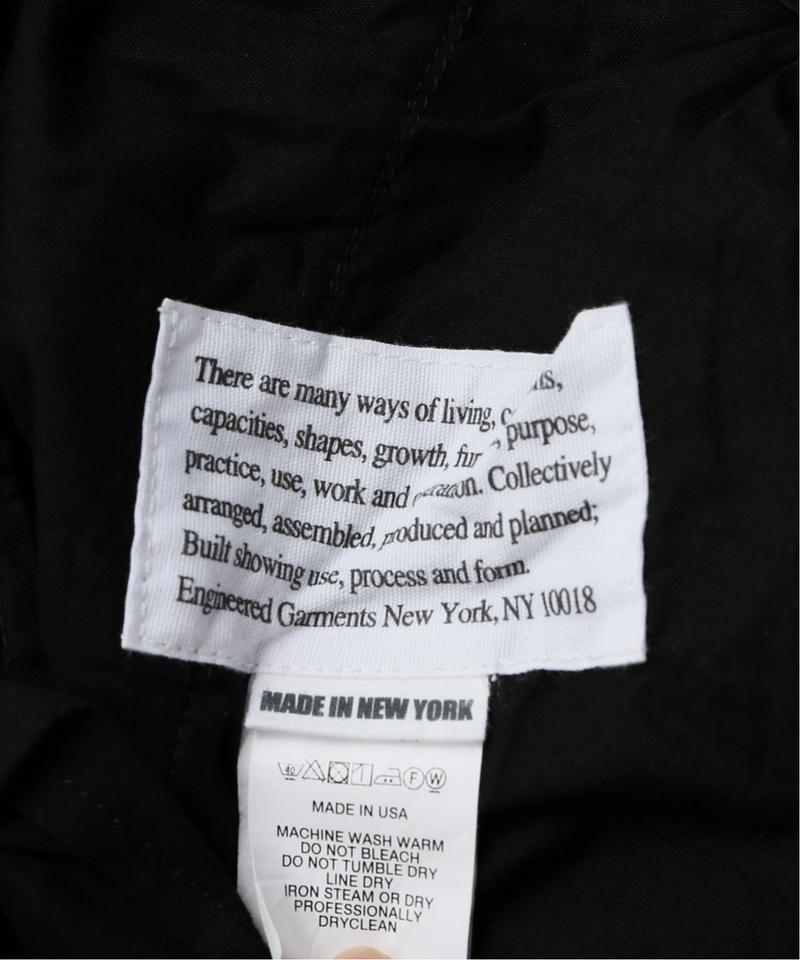 There are many ways of living,
capacities, shapes, growth, purpose,
practice, use, work and Collectively
arranged, assembled, produced and planned;
Built showing use, process and form.
Engineered Garments New York, NY 10018
MADE IN NEW YORK
40 F W
MADE IN USA
MACHINE WASH WARM
DO NOT BLEACH
DO NOT TUMBLE DRY
LINE DRY
IRON STEAM OR DRY
PROFESSIONALLY
DRYCLEAN